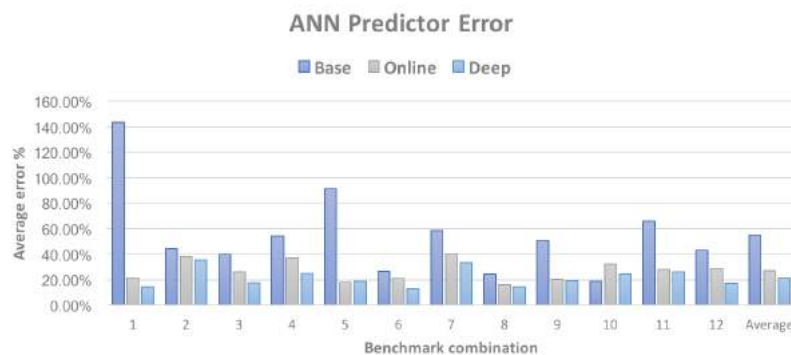 ANN Predictor Error
Base Online Deep
160.00%
140.00%
120.00%
100.00%
80.00%
60.00%
40.00%
20.00%
0.00%
Average error %
1 2 3 4 5 6 7 8 9 10 11 12 Average
Benchmark combination